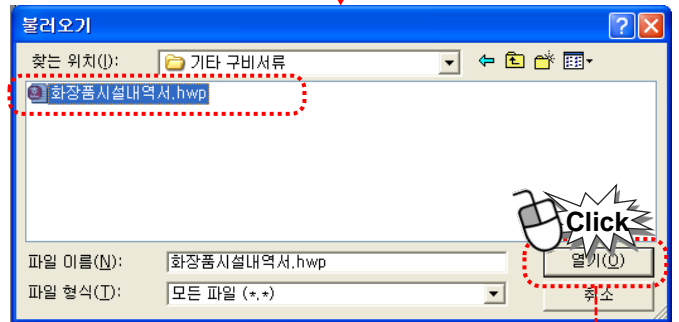 불러오기
찾는 위치(I): 기타 구비서류
화장품시설내역서.hwp
Click
파일 이름(N): 화장품시설내역서.hwp 열기(O)
파일 형식(T): 모든 파일 (*.*) 취소